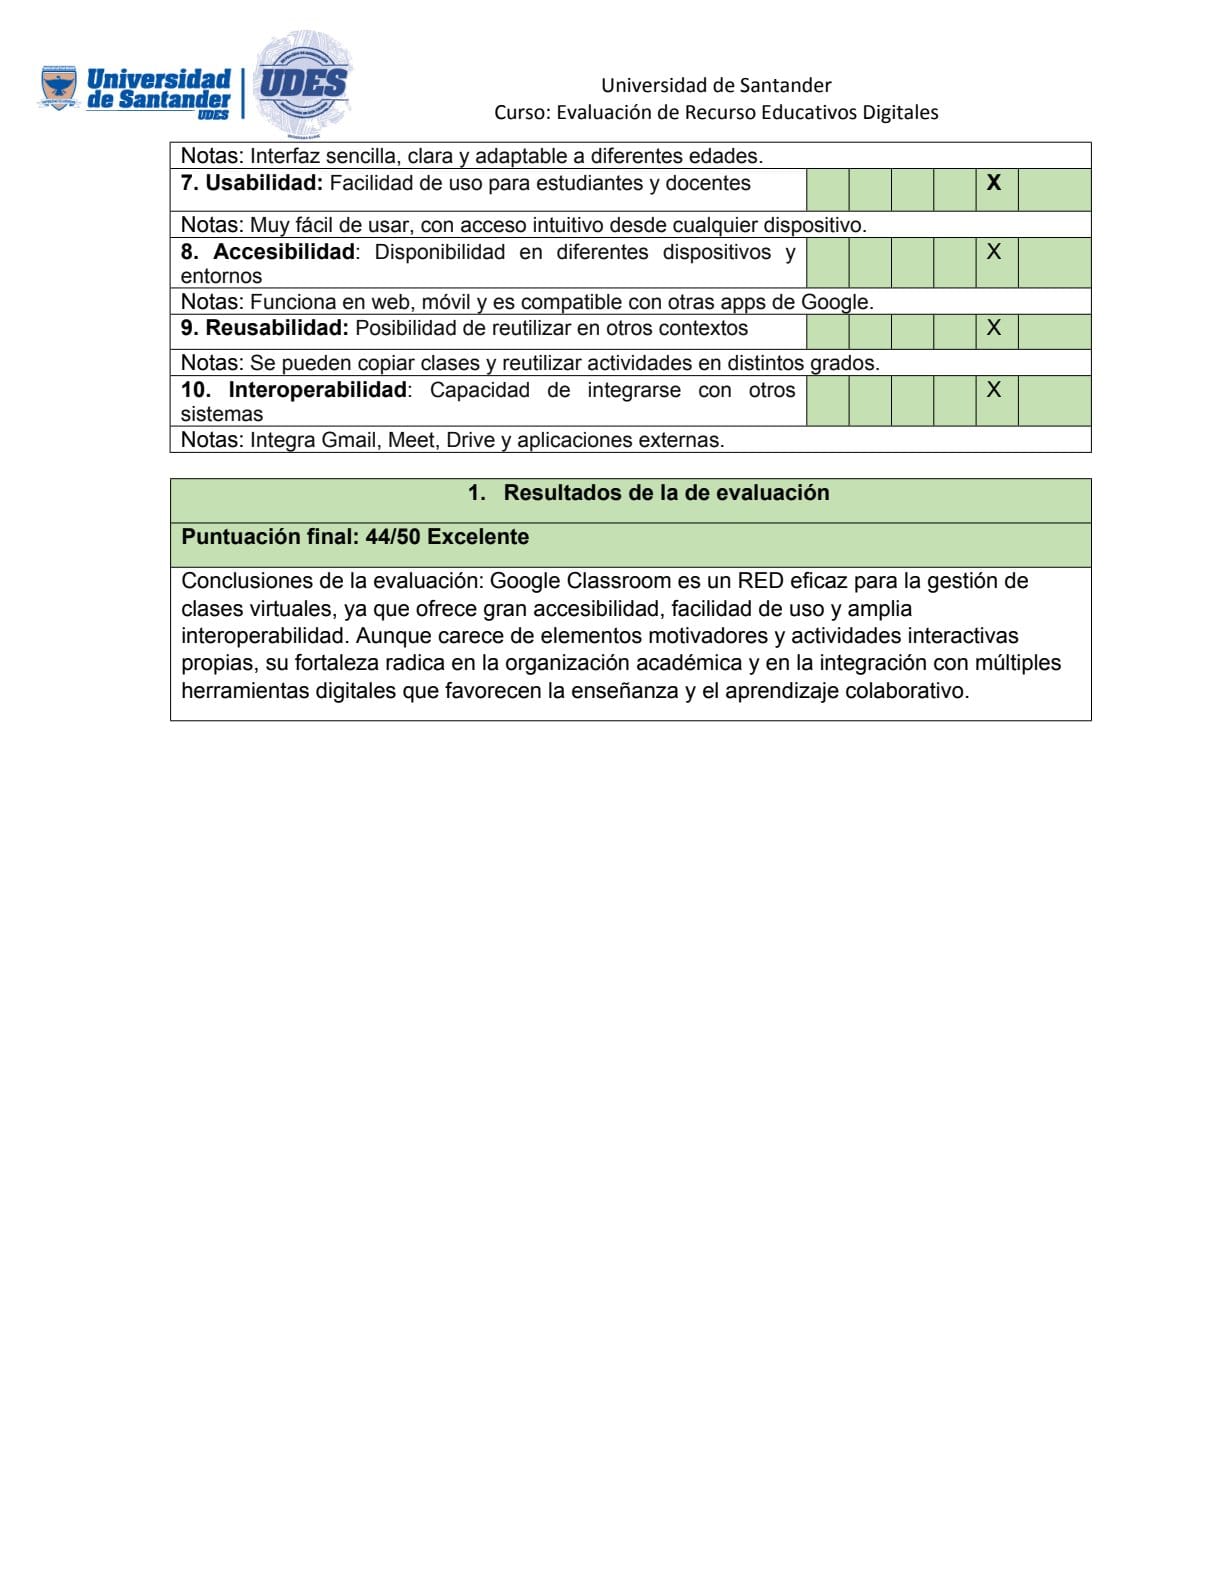 Universidad
de Santander
UDES
UDES
Universidad de Santander
Curso: Evaluación de Recurso Educativos Digitales
Notas: Interfaz sencilla, clara y adaptable a diferentes edades.
7. Usabilidad: Facilidad de uso para estudiantes y docentes X
Notas: Muy fácil de usar, con acceso intuitivo desde cualquier dispositivo.
8. Accesibilidad: Disponibilidad en diferentes dispositivos y X
entornos
Notas: Funciona en web, móvil y es compatible con otras apps de Google.
9. Reusabilidad: Posibilidad de reutilizar en otros contextos X
Notas: Se pueden copiar clases y reutilizar actividades en distintos grados.
10. Interoperabilidad: Capacidad de integrarse con otros X
sistemas
Notas: Integra Gmail, Meet, Drive y aplicaciones externas.
1. Resultados de la de evaluación
Puntuación final: 44/50 Excelente
Conclusiones de la evaluación: Google Classroom es un RED eficaz para la gestión de
clases virtuales, ya que ofrece gran accesibilidad, facilidad de uso y amplia
interoperabilidad. Aunque carece de elementos motivadores y actividades interactivas
propias, su fortaleza radica en la organización académica y en la integración con múltiples
herramientas digitales que favorecen la enseñanza y el aprendizaje colaborativo.